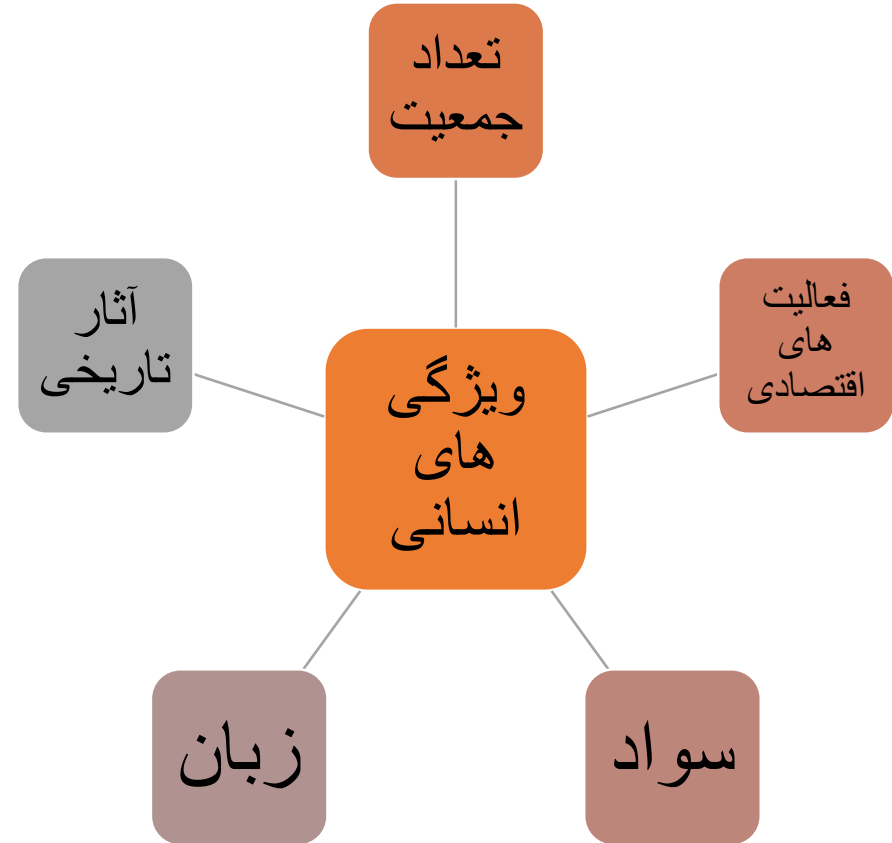 تعداد
جمعیت
فعالیت
های
اقتصادی
آثار
تاریخی
ویژگی
های
انسانی
سواد
زبان